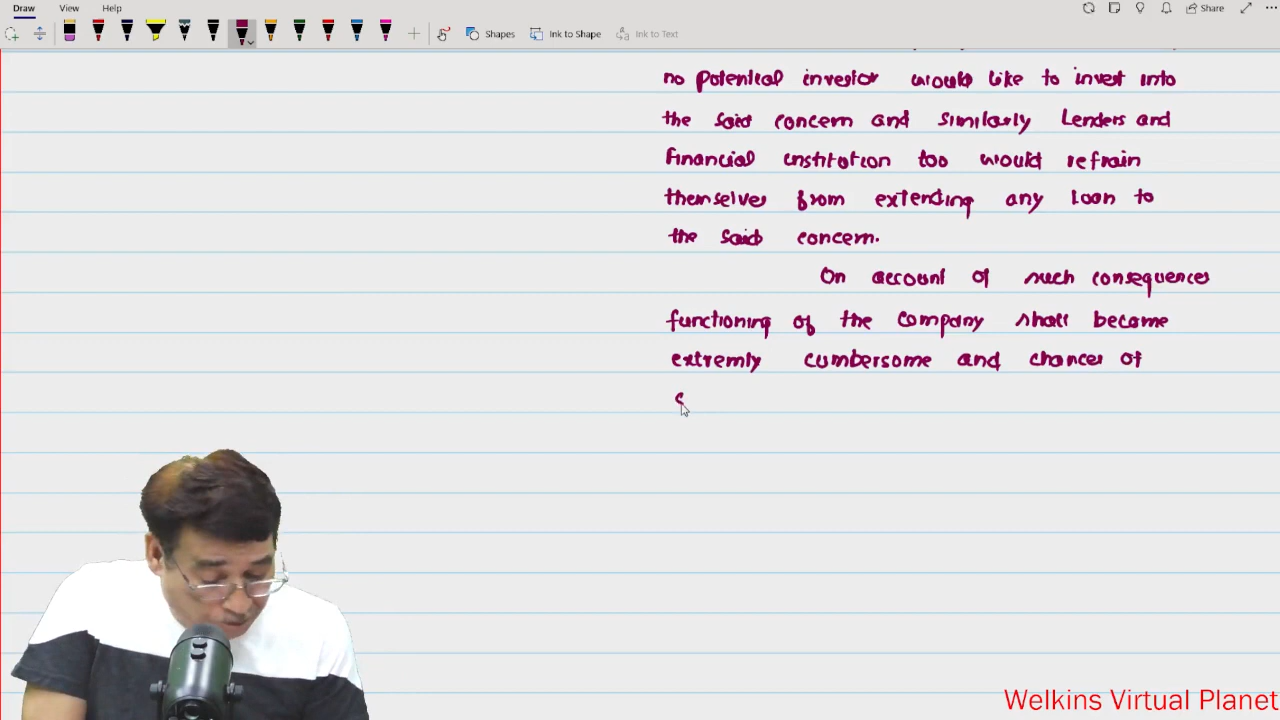 Draw View Help
Share
Shapes Ink to Shape Ink to Text
no potential investor would like to invest into
the said concern and similarly Lenders and
financial institution too would refrain
themselves from extending any loan to
the said concern.
On account of such consequences
functioning of the company shall become
extremly cumbersome and chances of
Welkins Virtual Planet